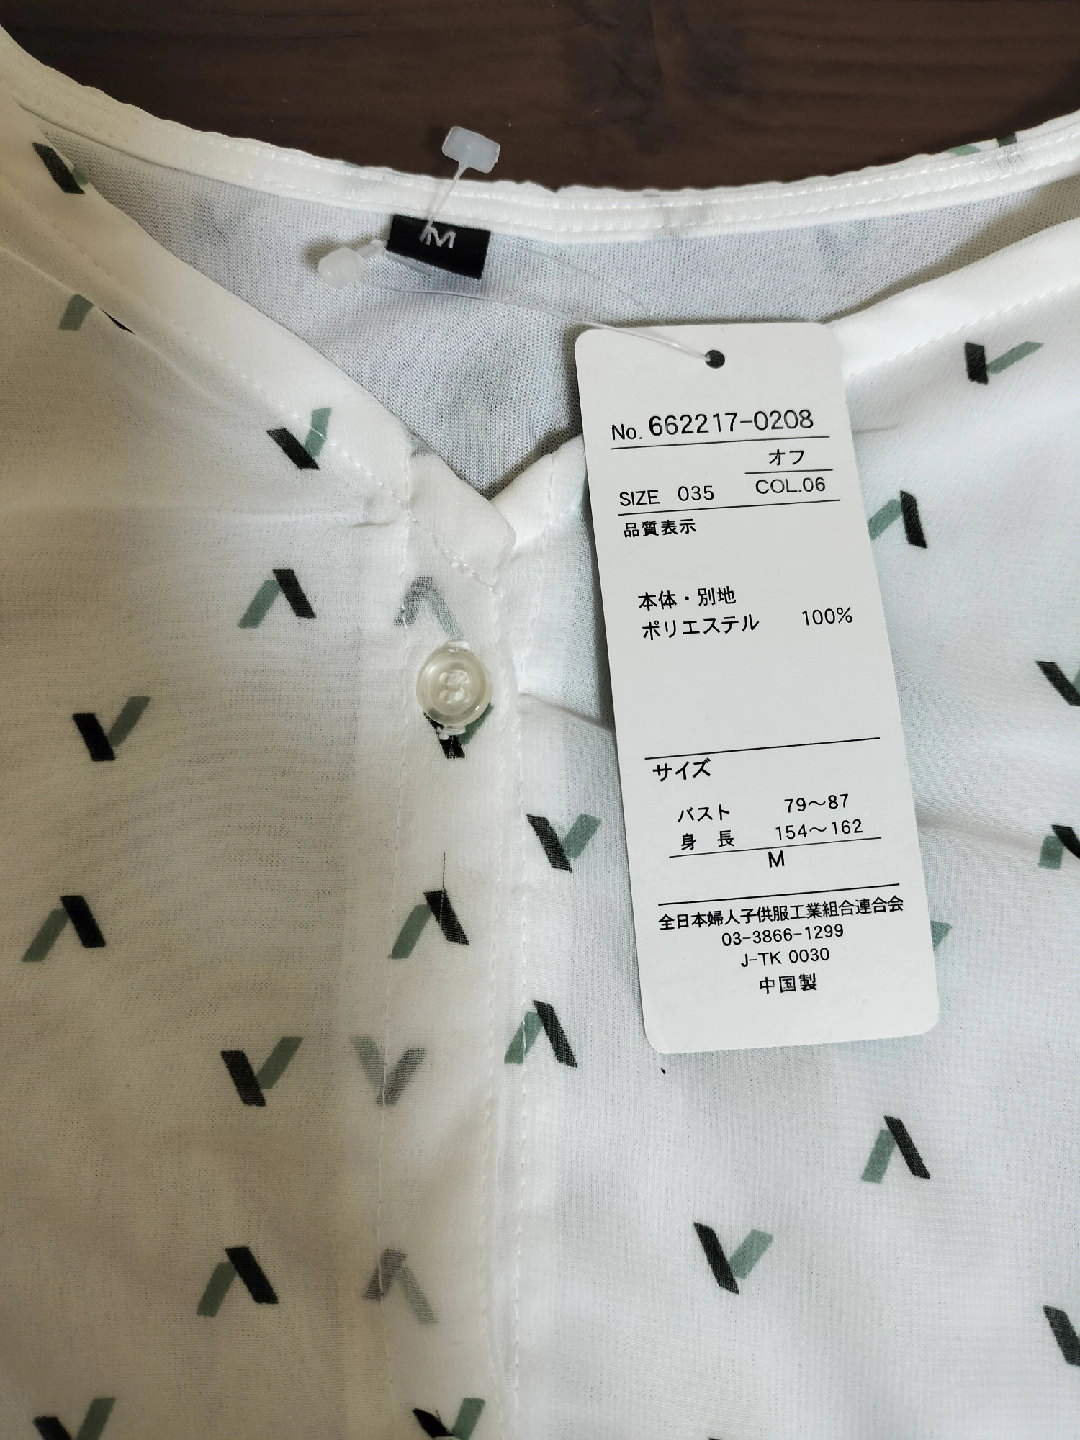 M
No. 662217-0208
オフ
SIZE 035 COL.06
品質表示
本体・別地
ポリエステル 100%
サイズ
バスト 79～87
身 長 154～162
M
全日本婦人子供服工業組合連合会
03-3866-1299
J-TK 0030
中国製